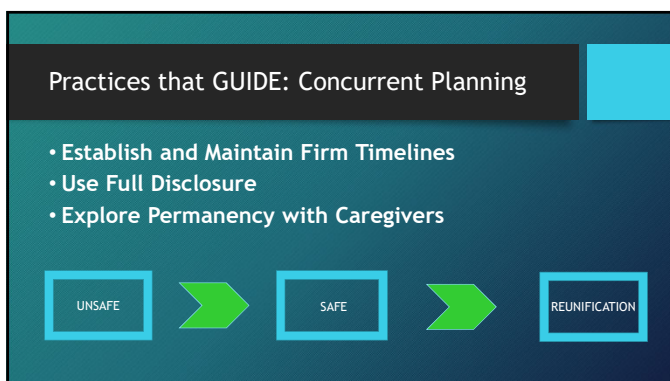 Practices that GUIDE: Concurrent Planning
• Establish and Maintain Firm Timelines
• Use Full Disclosure
• Explore Permanency with Caregivers
UNSAFE
SAFE
REUNIFICATION